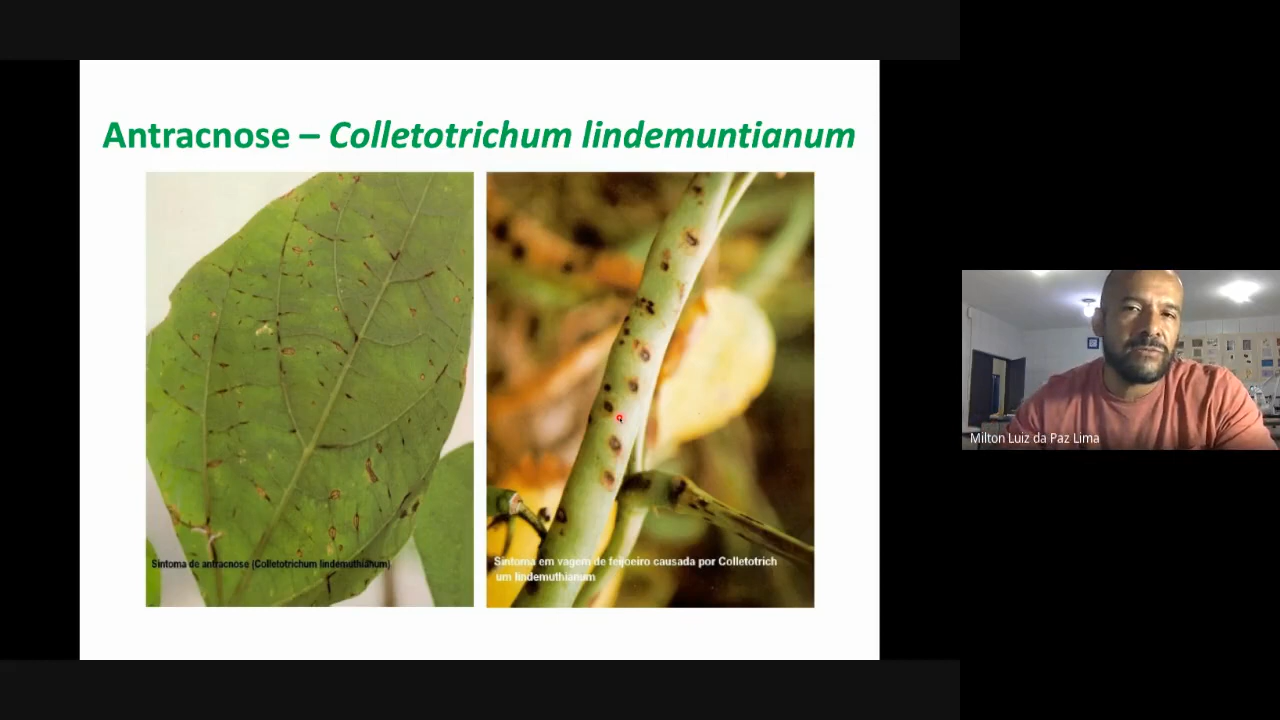 Antracnose – Colletotrichum lindemuntianum
Sintoma de antracnose (Colletotrichum lindemuthianum)
Sintoma em vagem de feijoeiro causada por Colletotrich
um lindemuthianum
Milton Luiz da Paz Lima